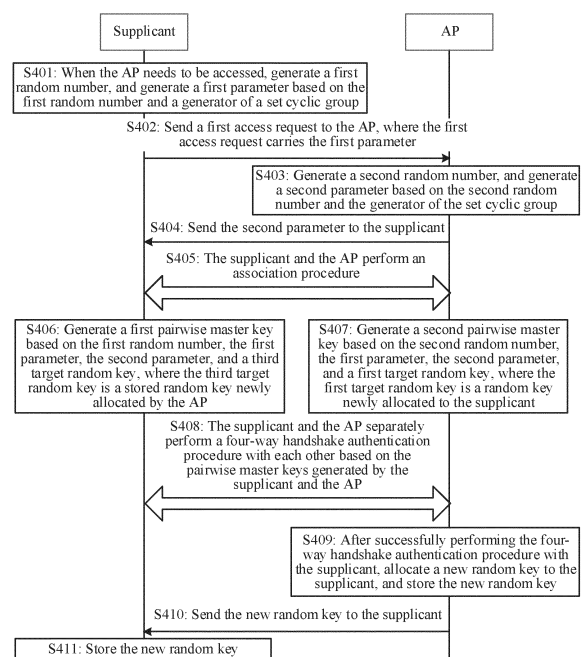 Supplicant
AP
S401: When the AP needs to be accessed, generate a first
random number, and generate a first parameter based on the
first random number and a generator of a set cyclic group
S402: Send a first access request to the AP, where the first
access request carries the first parameter
S403: Generate a second random number, and generate
a second parameter based on the second random
number and the generator of the set cyclic group
S404: Send the second parameter to the supplicant
S405: The supplicant and the AP perform an
association procedure
S406: Generate a first pairwise master key
based on the first random number, the first
parameter, the second parameter, and a third
target random key, where the third target
random key is a stored random key newly
allocated by the AP
S407: Generate a second pairwise master
key based on the second random number,
the first parameter, the second parameter,
and a first target random key, where the
first target random key is a random key
newly allocated to the supplicant
S408: The supplicant and the AP separately
perform a four-way handshake authentication
procedure with each other based on the
pairwise master keys generated by the
supplicant and the AP
S409: After successfully performing the four-
way handshake authentication procedure with
the supplicant, allocate a new random key to the
supplicant, and store the new random key
S410: Send the new random key to the supplicant
S411: Store the new random key